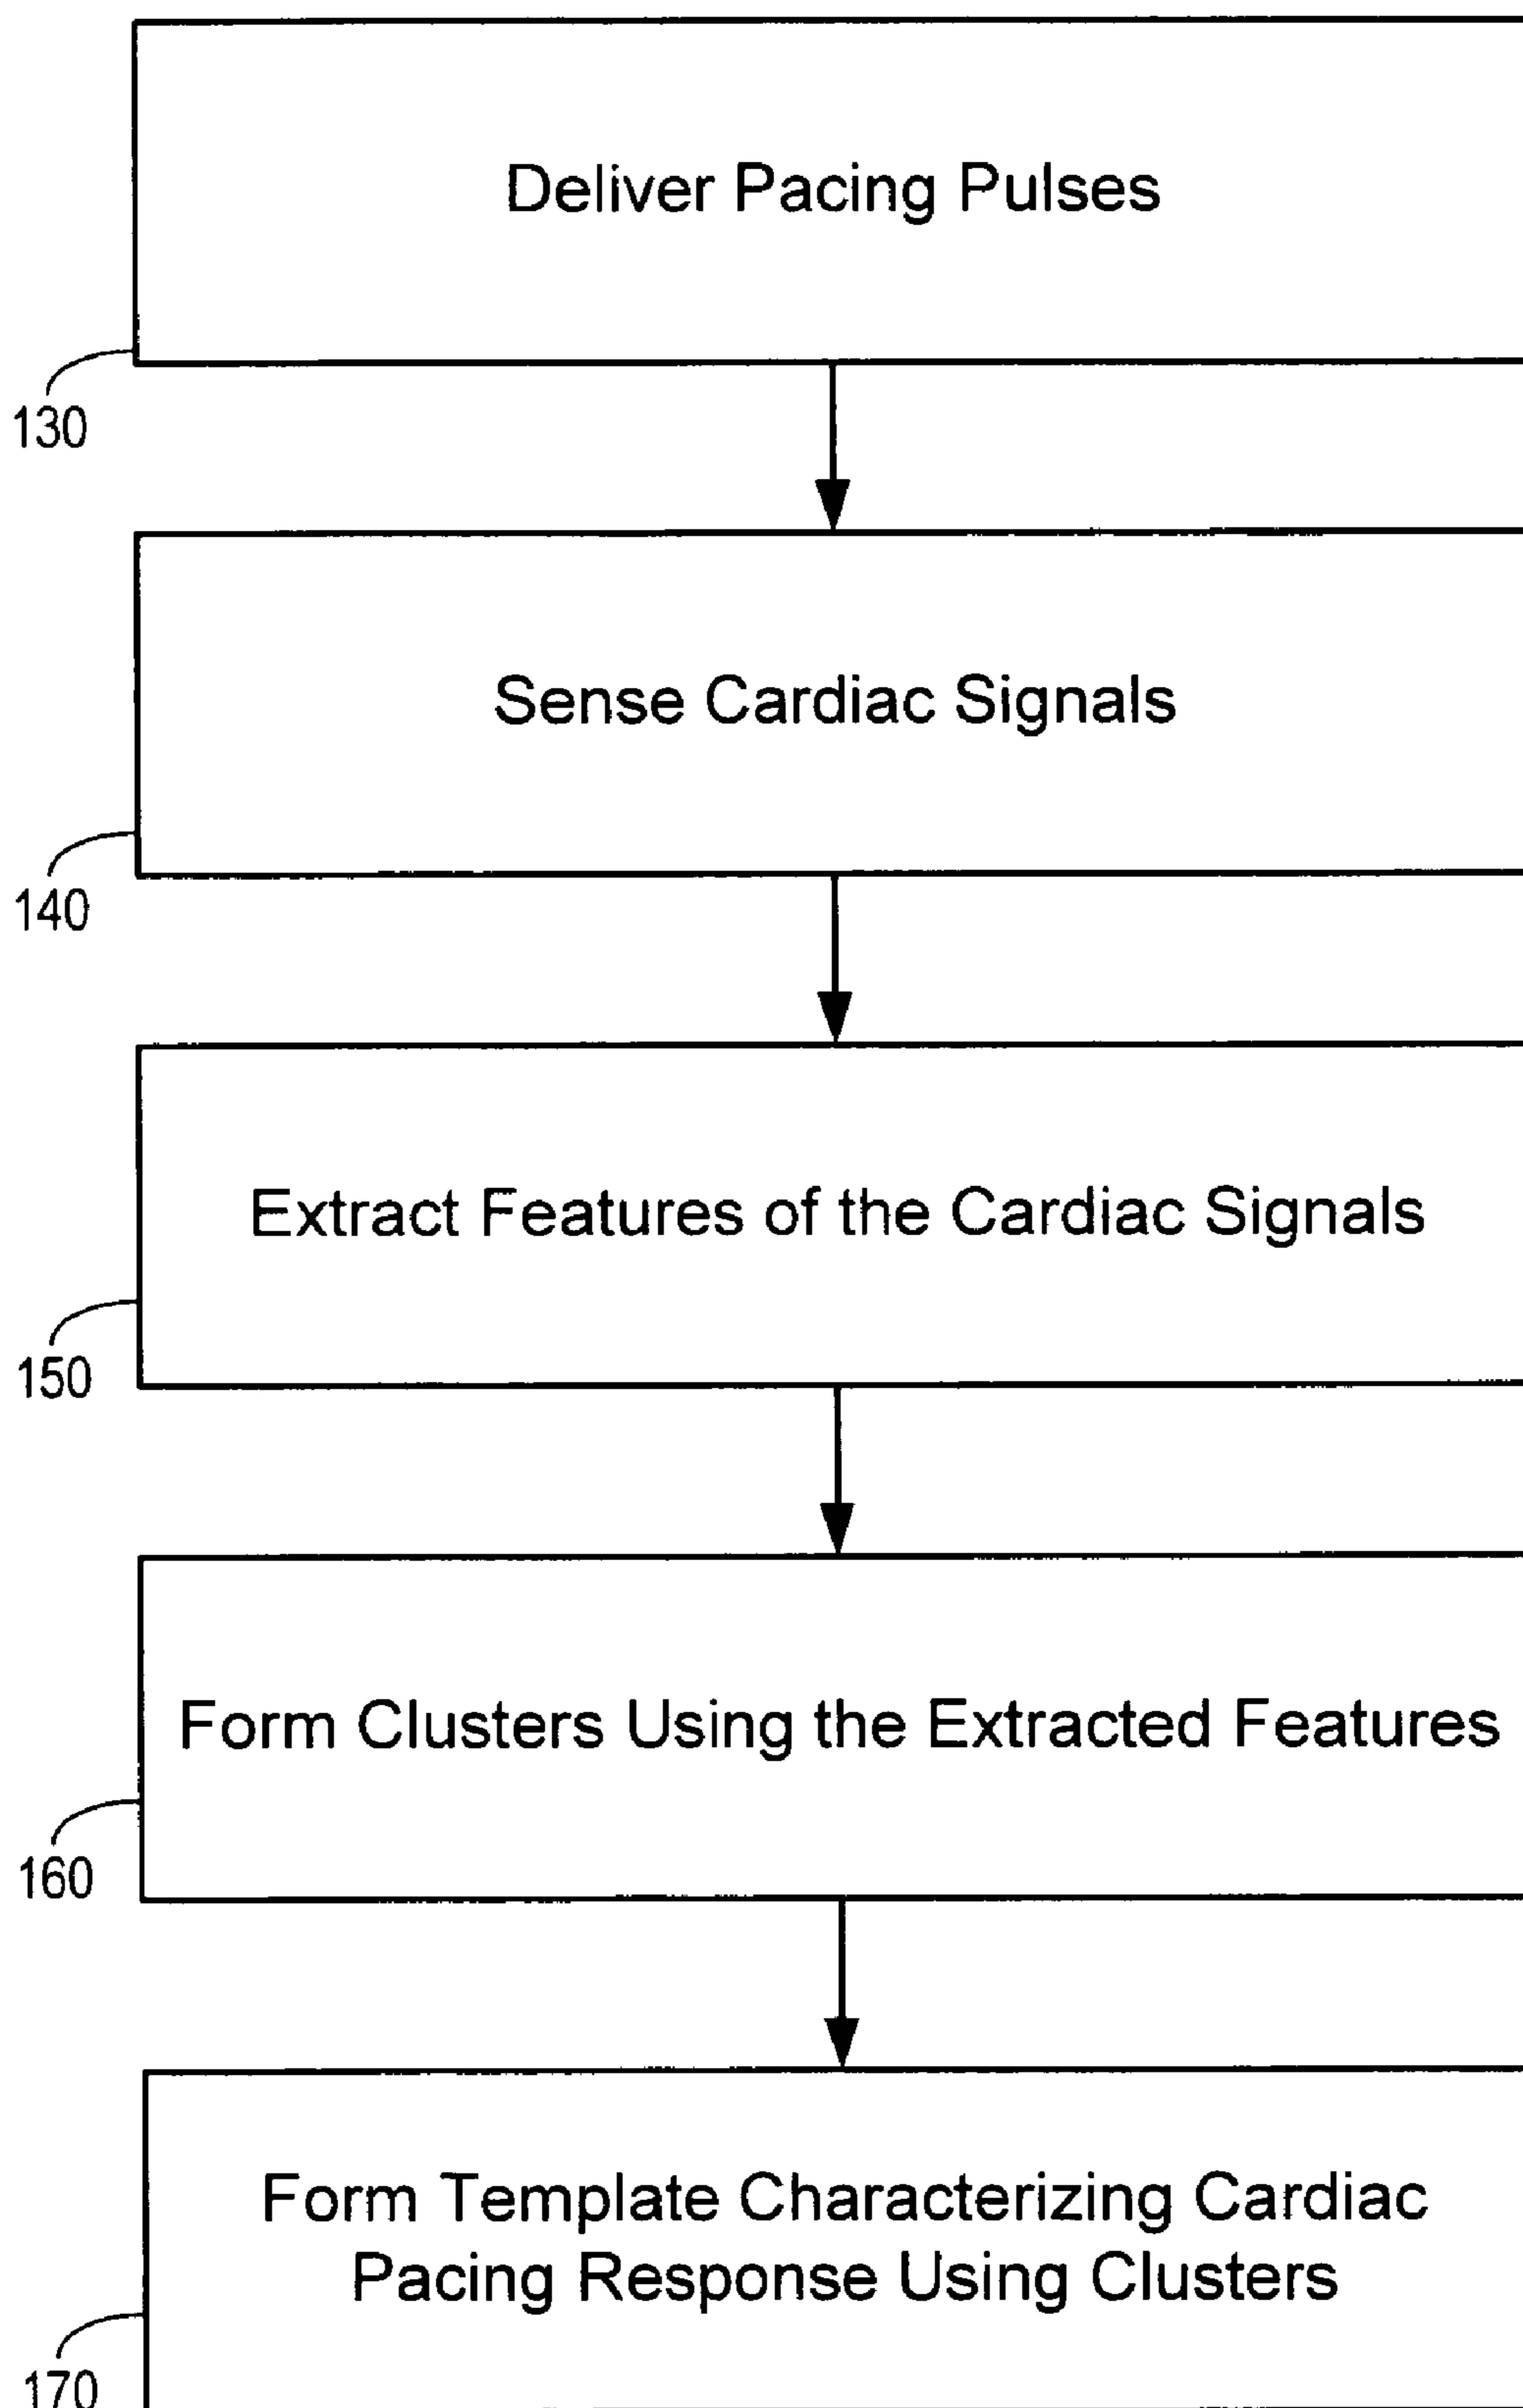 Deliver Pacing Pulses
130
Sense Cardiac Signals
140
Extract Features of the Cardiac Signals
150
Form Clusters Using the Extracted Features
160
Form Template Characterizing Cardiac
Pacing Response Using Clusters
170